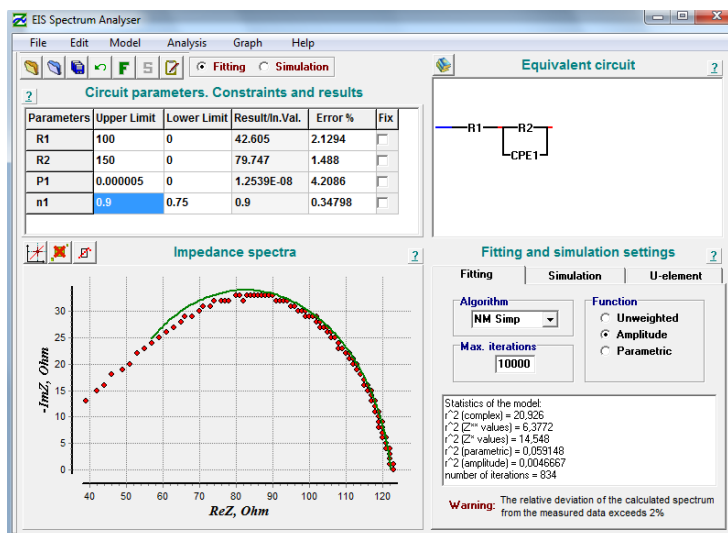 EIS Spectrum Analyser
File Edit Model Analysis Graph Help
F S Fitting Simulation
? Circuit parameters. Constraints and results
Parameters Upper Limit Lower Limit Result/In.Val. Error % Fix
R1 100 0 42.605 2.1294
R2 150 0 79.747 1.488
P1 0.000005 0 1.2539E-08 4.2086
n1 0.9 0.75 0.9 0.34798
Equivalent circuit ?
R1 R2
CPE1
Impedance spectra ?
-ImZ, Ohm
30
25
20
15
10
5
0
40 50 60 70 80 90 100 110 120
ReZ, Ohm
Fitting and simulation settings ?
Fitting Simulation U-element
Algorithm
NM Simp
Max. iterations
10000
Function
Unweighted
Amplitude
Parametric
Statistics of the model:
r^2 (complex) = 20,926
r^2 (Z'' values) = 6,3772
r^2 (Z' values) = 14,548
r^2 (parametric) = 0,059148
r^2 (amplitude) = 0,0046667
number of iterations = 834
Warning: The relative deviation of the calculated spectrum
from the measured data exceeds 2%